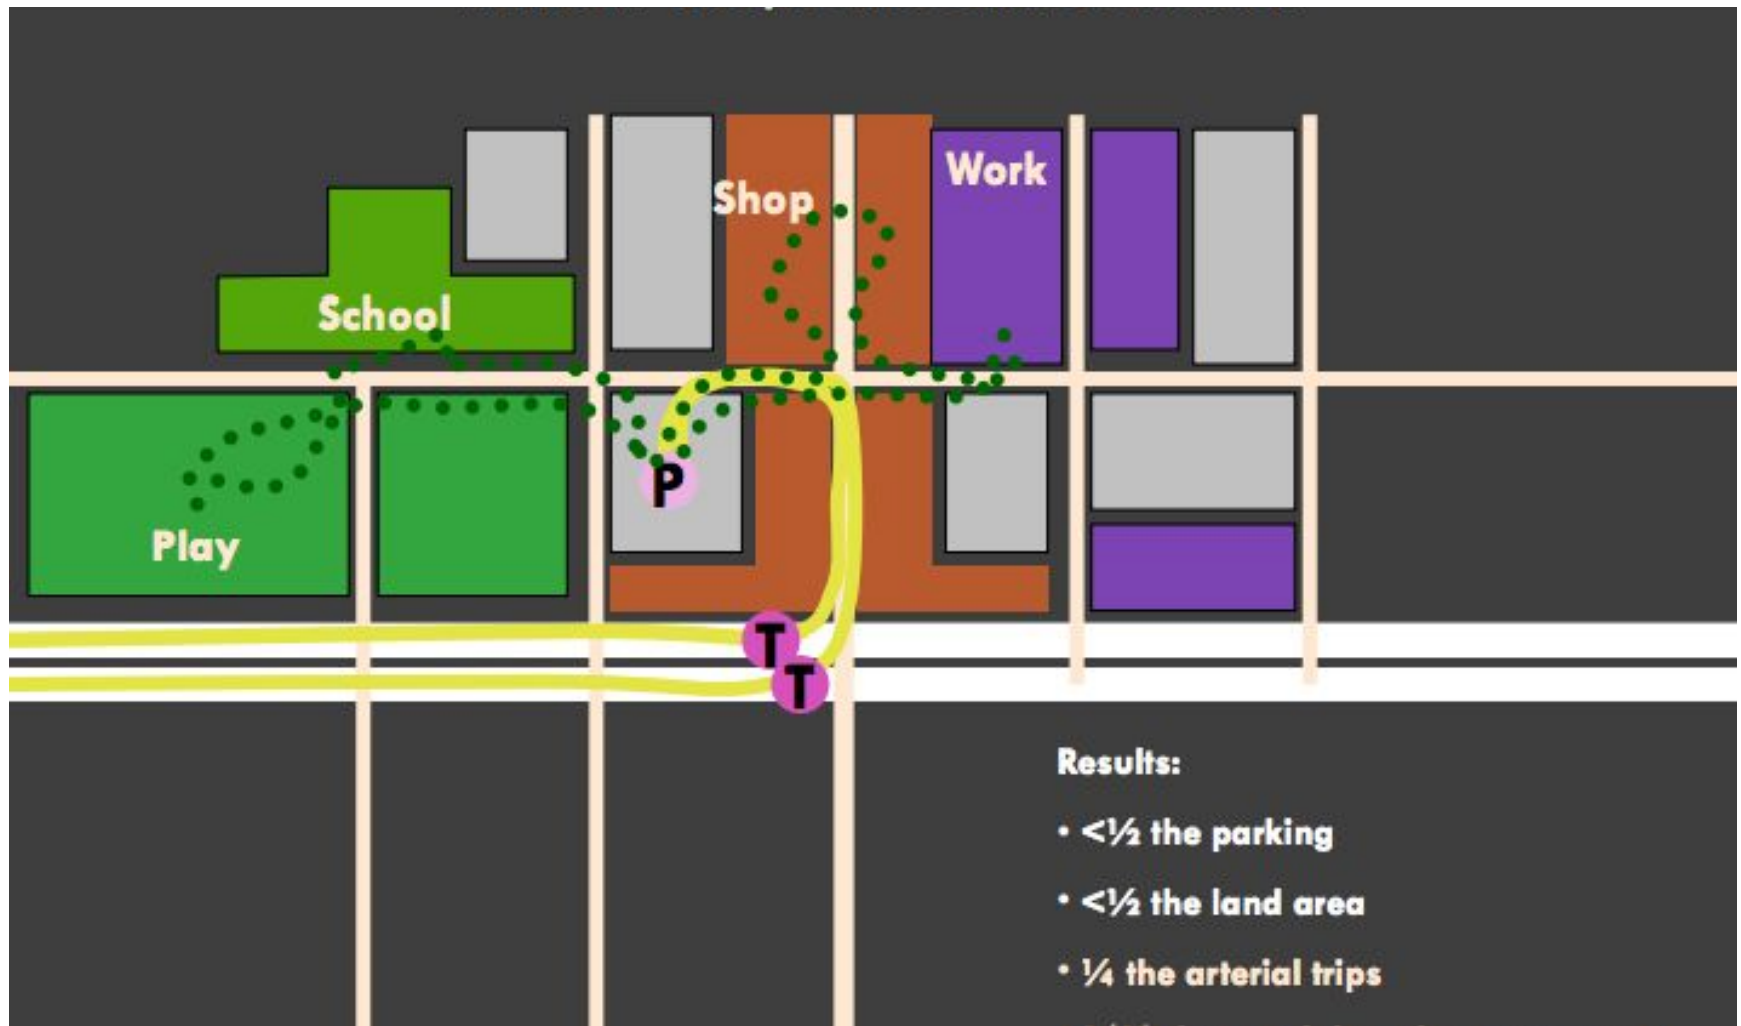 Work
Shop
School
P
Play
T
T
Results:
• <½ the parking
• <½ the land area
• ¼ the arterial trips